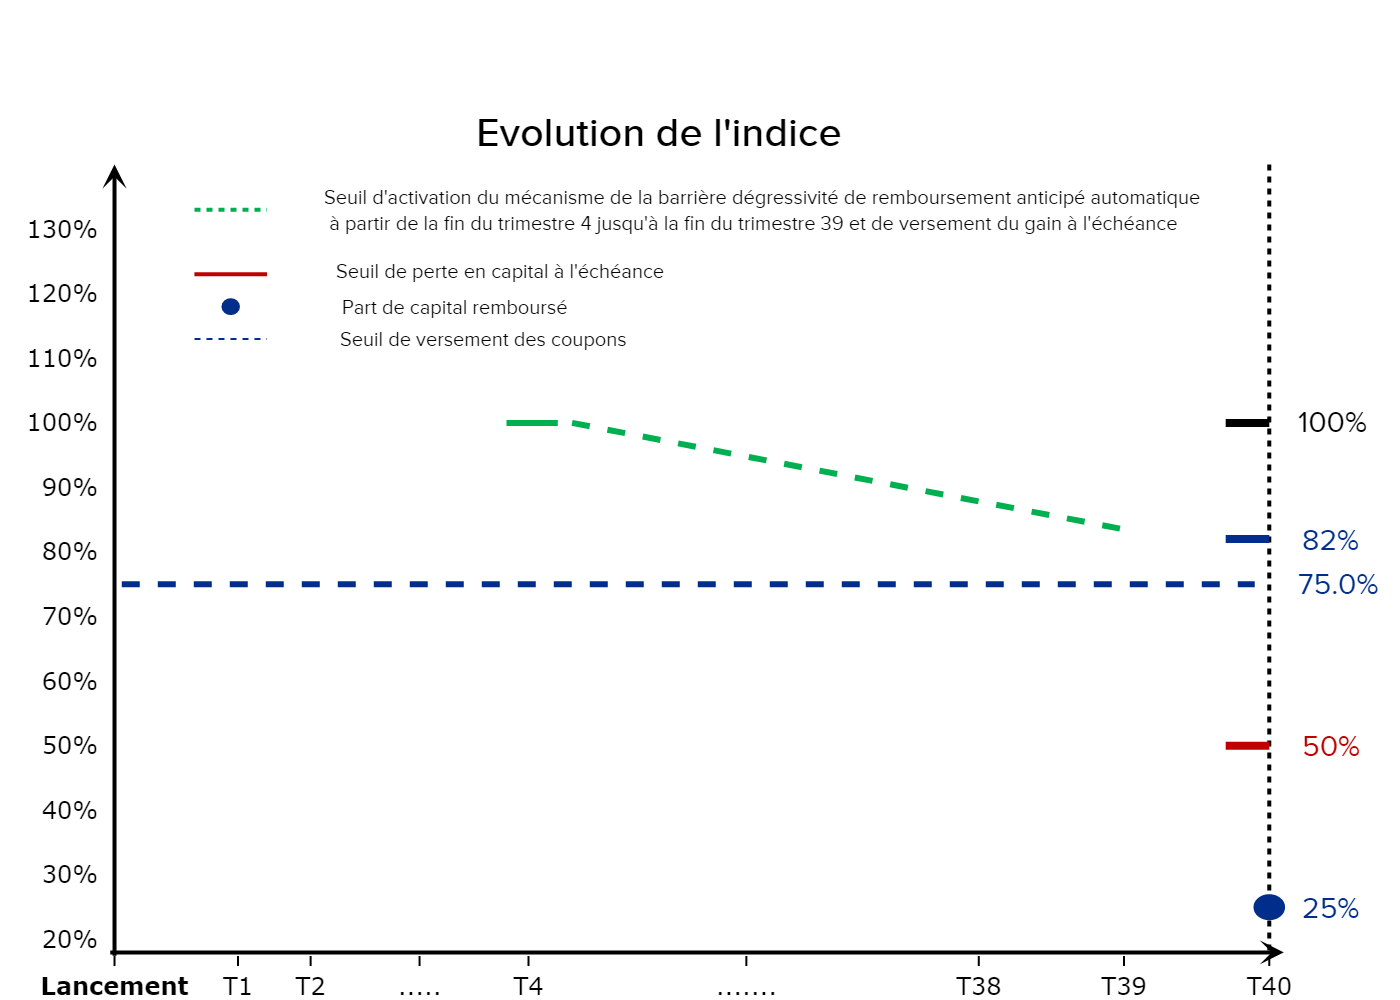 Evolution de l'indice
Seuil d'activation du mécanisme de la barrière dégressivité de remboursement anticipé automatique
à partir de la fin du trimestre 4 jusqu'à la fin du trimestre 39 et de versement du gain à l'échéance
130%
Seuil de perte en capital à l'échéance
120%
Part de capital remboursé
Seuil de versement des coupons
110%
100%
100%
90%
80%
82%
75.0%
70%
60%
50%
50%
40%
30%
25%
20%
Lancement T1 T2 ..... T4 ....... T38 T39 T40